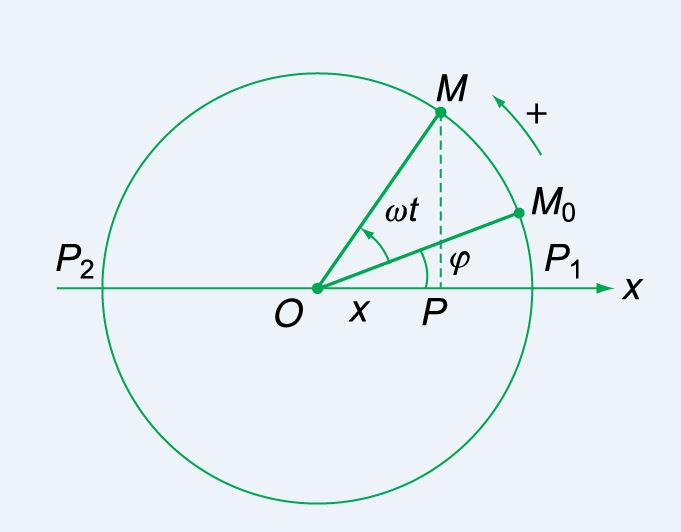 M
+
M₀
ωt
P₂
φ
P₁
O
x
P
x